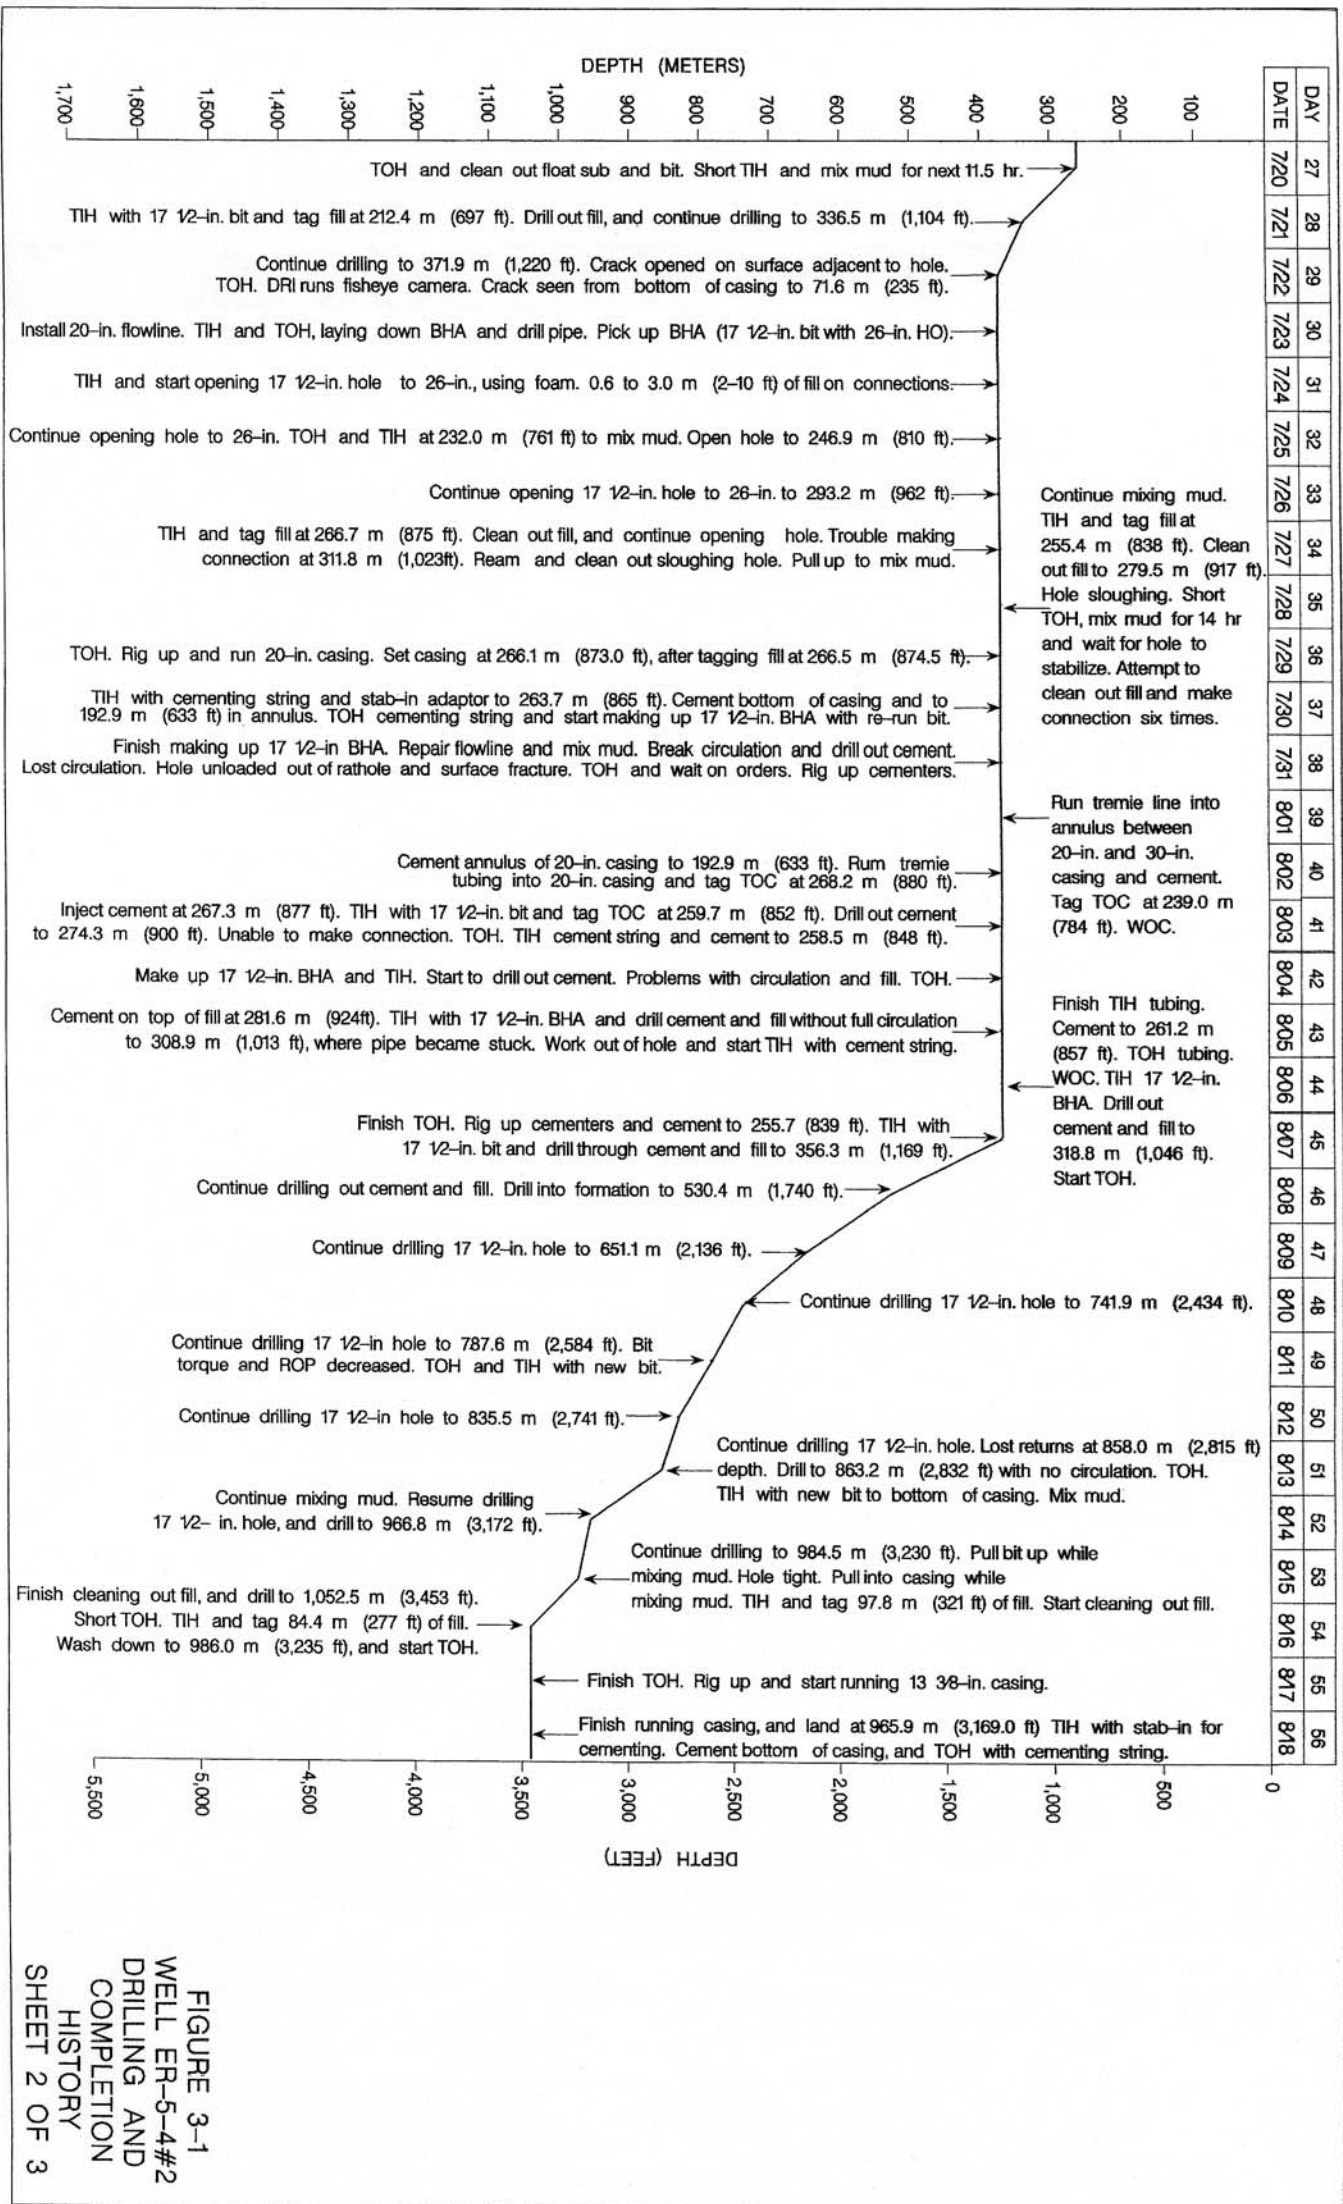 DEPTH (METERS)
1,700
1,600
1,500
1,400
1,300
1,200
1,100
1,000
900
800
700
600
500
400
300
200
100
DATE
DAY
7/20 27
7/21 28
7/22 29
7/23 30
7/24 31
7/25 32
7/26 33
7/27 34
7/28 35
7/29 36
7/30 37
7/31 38
8/01 39
8/02 40
8/03 41
8/04 42
8/05 43
8/06 44
8/07 45
8/08 46
8/09 47
8/10 48
8/11 49
8/12 50
8/13 51
8/14 52
8/15 53
8/16 54
8/17 55
8/18 56
TOH and clean out float sub and bit. Short TIH and mix mud for next 11.5 hr.
TIH with 17 1/2-in. bit and tag fill at 212.4 m (697 ft). Drill out fill, and continue drilling to 336.5 m (1,104 ft).
Continue drilling to 371.9 m (1,220 ft). Crack opened on surface adjacent to hole.
TOH. DRI runs fisheye camera. Crack seen from bottom of casing to 71.6 m (235 ft).
Install 20-in. flowline. TIH and TOH, laying down BHA and drill pipe. Pick up BHA (17 1/2-in. bit with 26-in. HO).
TIH and start opening 17 1/2-in. hole to 26-in., using foam. 0.6 to 3.0 m (2-10 ft) of fill on connections.
Continue opening hole to 26-in. TOH and TIH at 232.0 m (761 ft) to mix mud. Open hole to 246.9 m (810 ft).
Continue opening 17 1/2-in. hole to 26-in. to 293.2 m (962 ft).
TIH and tag fill at 266.7 m (875 ft). Clean out fill, and continue opening hole. Trouble making
connection at 311.8 m (1,023ft). Ream and clean out sloughing hole. Pull up to mix mud.
Continue mixing mud.
TIH and tag fill at
255.4 m (838 ft). Clean
out fill to 279.5 m (917 ft).
Hole sloughing. Short
TOH, mix mud for 14 hr
and wait for hole to
stabilize. Attempt to
clean out fill and make
connection six times.
TOH. Rig up and run 20-in. casing. Set casing at 266.1 m (873.0 ft), after tagging fill at 266.5 m (874.5 ft).
TIH with cementing string and stab-in adaptor to 263.7 m (865 ft). Cement bottom of casing and to
192.9 m (633 ft) in annulus. TOH cementing string and start making up 17 1/2-in. BHA with re-run bit.
Finish making up 17 1/2-in BHA. Repair flowline and mix mud. Break circulation and drill out cement.
Lost circulation. Hole unloaded out of rathole and surface fracture. TOH and wait on orders. Rig up cementers.
Run tremie line into
annulus between
20-in. and 30-in.
casing and cement.
Tag TOC at 239.0 m
(784 ft). WOC.
Cement annulus of 20-in. casing to 192.9 m (633 ft). Rum tremie
tubing into 20-in. casing and tag TOC at 268.2 m (880 ft).
Inject cement at 267.3 m (877 ft). TIH with 17 1/2-in. bit and tag TOC at 259.7 m (852 ft). Drill out cement
to 274.3 m (900 ft). Unable to make connection. TOH. TIH cement string and cement to 258.5 m (848 ft).
Make up 17 1/2-in. BHA and TIH. Start to drill out cement. Problems with circulation and fill. TOH.
Cement on top of fill at 281.6 m (924ft). TIH with 17 1/2-in. BHA and drill cement and fill without full circulation
to 308.9 m (1,013 ft), where pipe became stuck. Work out of hole and start TIH with cement string.
Finish TIH tubing.
Cement to 261.2 m
(857 ft). TOH tubing.
WOC. TIH 17 1/2-in.
BHA. Drill out
cement and fill to
318.8 m (1,046 ft).
Start TOH.
Finish TOH. Rig up cementers and cement to 255.7 (839 ft). TIH with
17 1/2-in. bit and drill through cement and fill to 356.3 m (1,169 ft).
Continue drilling out cement and fill. Drill into formation to 530.4 m (1,740 ft).
Continue drilling 17 1/2-in. hole to 651.1 m (2,136 ft).
Continue drilling 17 1/2-in. hole to 741.9 m (2,434 ft).
Continue drilling 17 1/2-in hole to 787.6 m (2,584 ft). Bit
torque and ROP decreased. TOH and TIH with new bit.
Continue drilling 17 1/2-in hole to 835.5 m (2,741 ft).
Continue drilling 17 1/2-in. hole. Lost returns at 858.0 m (2,815 ft)
depth. Drill to 863.2 m (2,832 ft) with no circulation. TOH.
TIH with new bit to bottom of casing. Mix mud.
Continue mixing mud. Resume drilling
17 1/2- in. hole, and drill to 966.8 m (3,172 ft).
Continue drilling to 984.5 m (3,230 ft). Pull bit up while
mixing mud. Hole tight. Pull into casing while
mixing mud. TIH and tag 97.8 m (321 ft) of fill. Start cleaning out fill.
Finish cleaning out fill, and drill to 1,052.5 m (3,453 ft).
Short TOH. TIH and tag 84.4 m (277 ft) of fill.
Wash down to 986.0 m (3,235 ft), and start TOH.
Finish TOH. Rig up and start running 13 3/8-in. casing.
Finish running casing, and land at 965.9 m (3,169.0 ft) TIH with stab-in for
cementing. Cement bottom of casing, and TOH with cementing string.
5,500
5,000
4,500
4,000
3,500
3,000
2,500
2,000
1,500
1,000
500
0
DEPTH (FEET)
FIGURE 3-1
WELL ER-5-4#2
DRILLING AND
COMPLETION
HISTORY
SHEET 2 OF 3